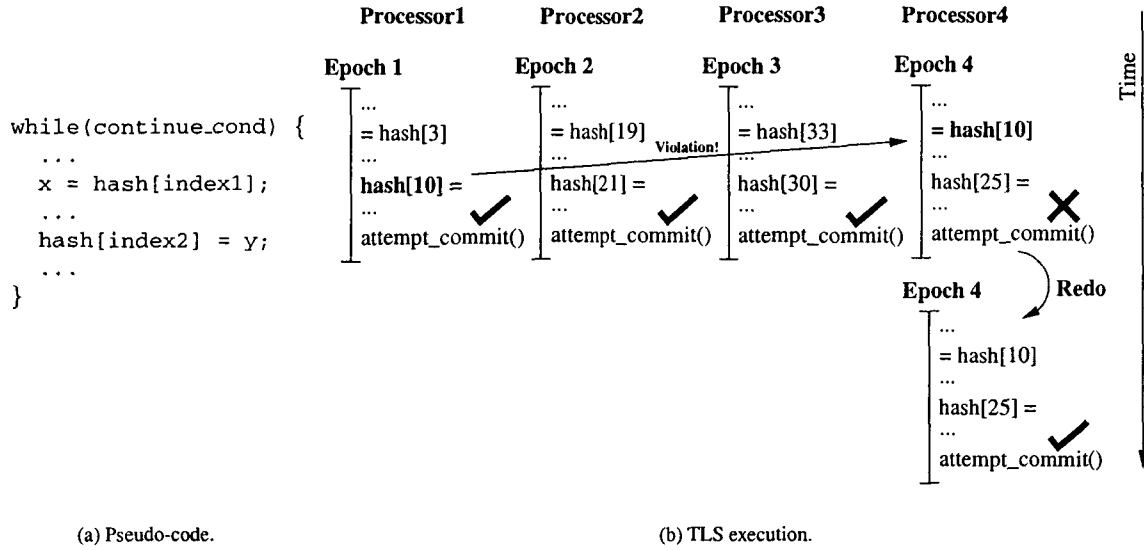 Processor1 Processor2 Processor3 Processor4
Time
Epoch 1 Epoch 2 Epoch 3 Epoch 4
while(continue_cond) {
...
x = hash[index1];
...
hash[index2] = y;
...
}
...
= hash[3]
...
hash[10] =
...
attempt_commit()
...
= hash[19]
...
hash[21] =
...
attempt_commit()
Violation!
...
= hash[33]
...
hash[30] =
...
attempt_commit()
...
= hash[10]
...
hash[25] =
...
attempt_commit()
Redo
Epoch 4
...
= hash[10]
...
hash[25] =
...
attempt_commit()
(a) Pseudo-code.
(b) TLS execution.